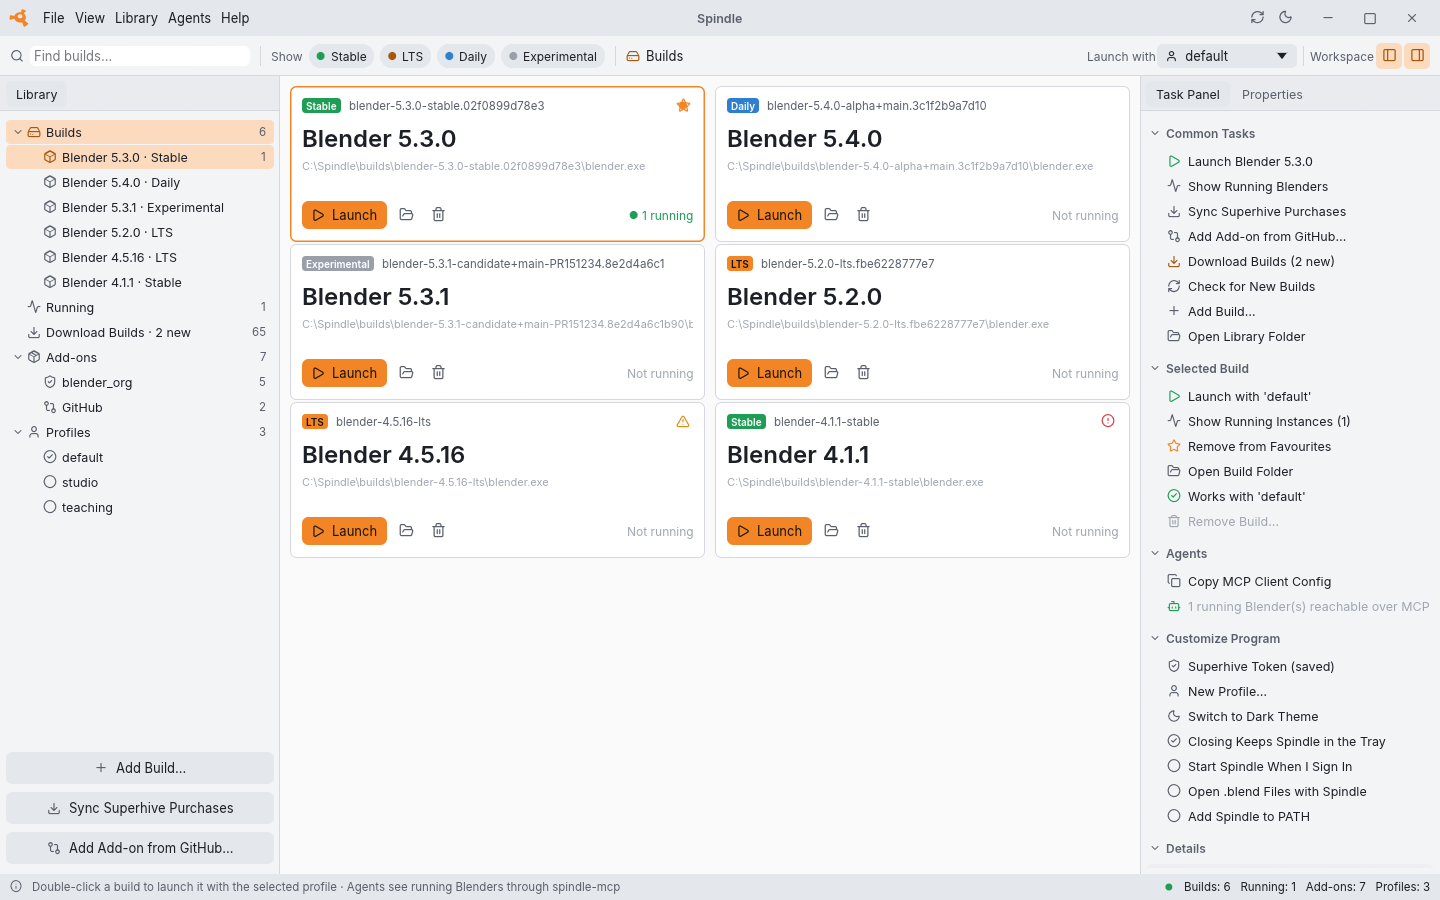 File View Library Agents Help
Spindle
Find builds...
Show Stable LTS Daily Experimental
Builds
Launch with default
Workspace
Library
Builds 6
Blender 5.3.0 · Stable 1
Blender 5.4.0 · Daily
Blender 5.3.1 · Experimental
Blender 5.2.0 · LTS
Blender 4.5.16 · LTS
Blender 4.1.1 · Stable
Running 1
Download Builds · 2 new 65
Add-ons 7
blender_org 5
GitHub 2
Profiles 3
default
studio
teaching
Add Build...
Sync Superhive Purchases
Add Add-on from GitHub...
Stable blender-5.3.0-stable.02f0899d78e3
Blender 5.3.0
C:\Spindle\builds\blender-5.3.0-stable.02f0899d78e3\blender.exe
Launch
1 running
Daily blender-5.4.0-alpha+main.3c1f2b9a7d10
Blender 5.4.0
C:\Spindle\builds\blender-5.4.0-alpha+main.3c1f2b9a7d10\blender.exe
Launch
Not running
Experimental blender-5.3.1-candidate+main-PR151234.8e2d4a6c1
Blender 5.3.1
C:\Spindle\builds\blender-5.3.1-candidate+main-PR151234.8e2d4a6c1b90\b
Launch
Not running
LTS blender-5.2.0-lts.fbe6228777e7
Blender 5.2.0
C:\Spindle\builds\blender-5.2.0-lts.fbe6228777e7\blender.exe
Launch
Not running
LTS blender-4.5.16-lts
Blender 4.5.16
C:\Spindle\builds\blender-4.5.16-lts\blender.exe
Launch
Not running
Stable blender-4.1.1-stable
Blender 4.1.1
C:\Spindle\builds\blender-4.1.1-stable\blender.exe
Launch
Not running
Task Panel Properties
Common Tasks
Launch Blender 5.3.0
Show Running Blenders
Sync Superhive Purchases
Add Add-on from GitHub...
Download Builds (2 new)
Check for New Builds
Add Build...
Open Library Folder
Selected Build
Launch with 'default'
Show Running Instances (1)
Remove from Favourites
Open Build Folder
Works with 'default'
Remove Build...
Agents
Copy MCP Client Config
1 running Blender(s) reachable over MCP
Customize Program
Superhive Token (saved)
New Profile...
Switch to Dark Theme
Closing Keeps Spindle in the Tray
Start Spindle When I Sign In
Open .blend Files with Spindle
Add Spindle to PATH
Details
Double-click a build to launch it with the selected profile · Agents see running Blenders through spindle-mcp
Builds: 6 Running: 1 Add-ons: 7 Profiles: 3